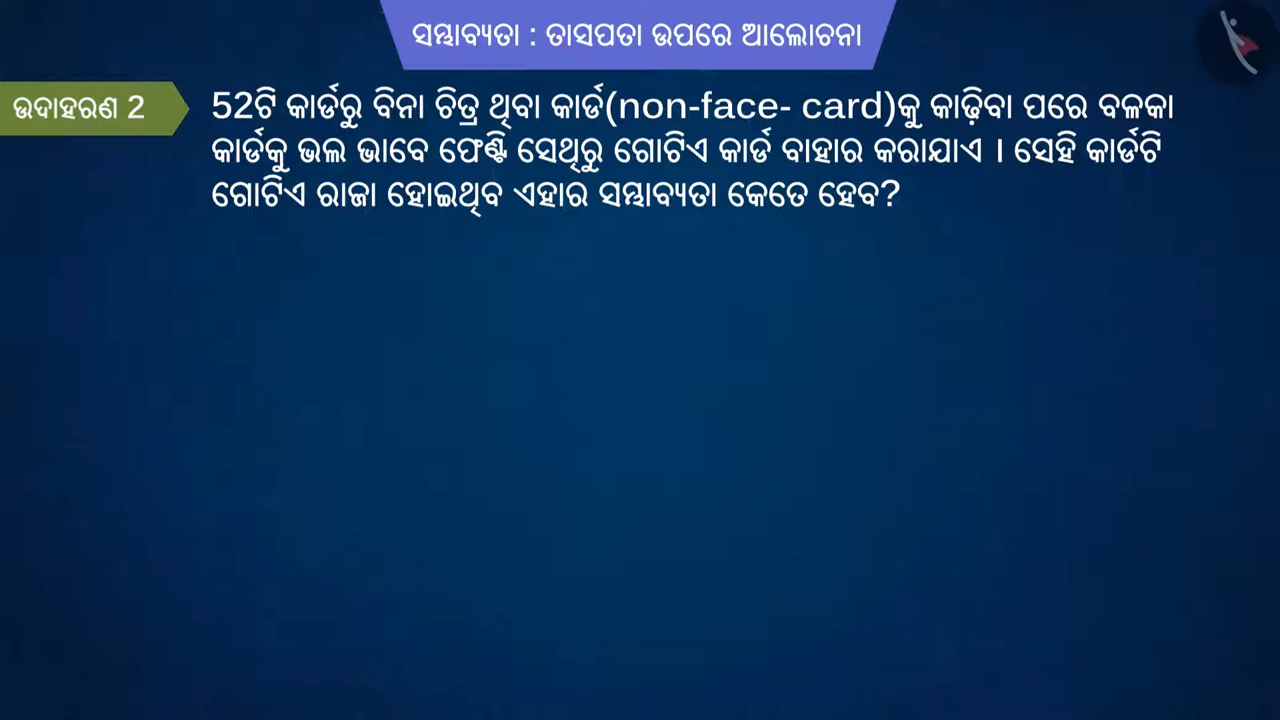 ସମ୍ଭାବ୍ୟତା : ତାସପତା ଉପରେ ଆଲୋଚନା
ଉଦାହରଣ 2
52ଟି କାର୍ଡରୁ ବିନା ଚିତ୍ର ଥିବା କାର୍ଡ(non-face- card)କୁ କାଢ଼ିବା ପରେ ବଳକା
କାର୍ଡକୁ ଭଲ ଭାବେ ଫେଣ୍ଟି ସେଥିରୁ ଗୋଟିଏ କାର୍ଡ ବାହାର କରାଯାଏ । ସେହି କାର୍ଡଟି
ଗୋଟିଏ ରାଜା ହୋଇଥିବ ଏହାର ସମ୍ଭାବ୍ୟତା କେତେ ହେବ?